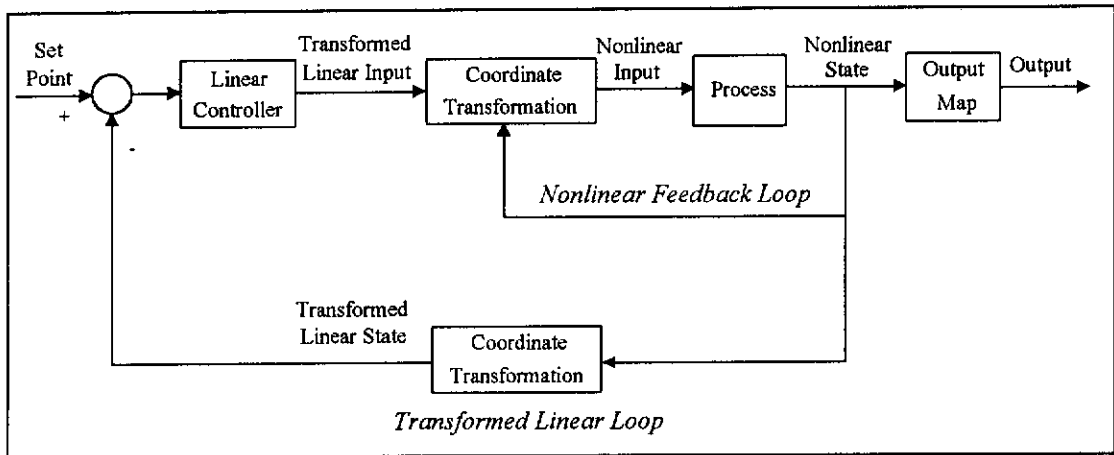 Set
Point
+
-
Linear
Controller
Transformed
Linear Input
Coordinate
Transformation
Nonlinear
Input
Process
Nonlinear
State
Output
Map
Output
Nonlinear Feedback Loop
Transformed
Linear State
Coordinate
Transformation
Transformed Linear Loop